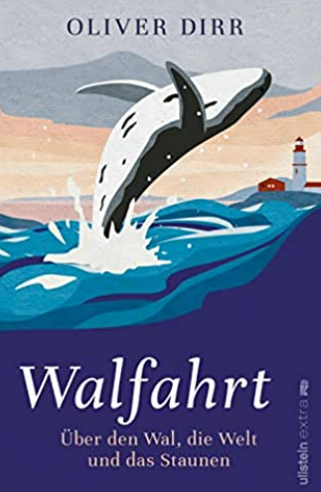 OLIVER DIRR
Walfahrt
Über den Wal, die Welt
und das Staunen
ullstein extra